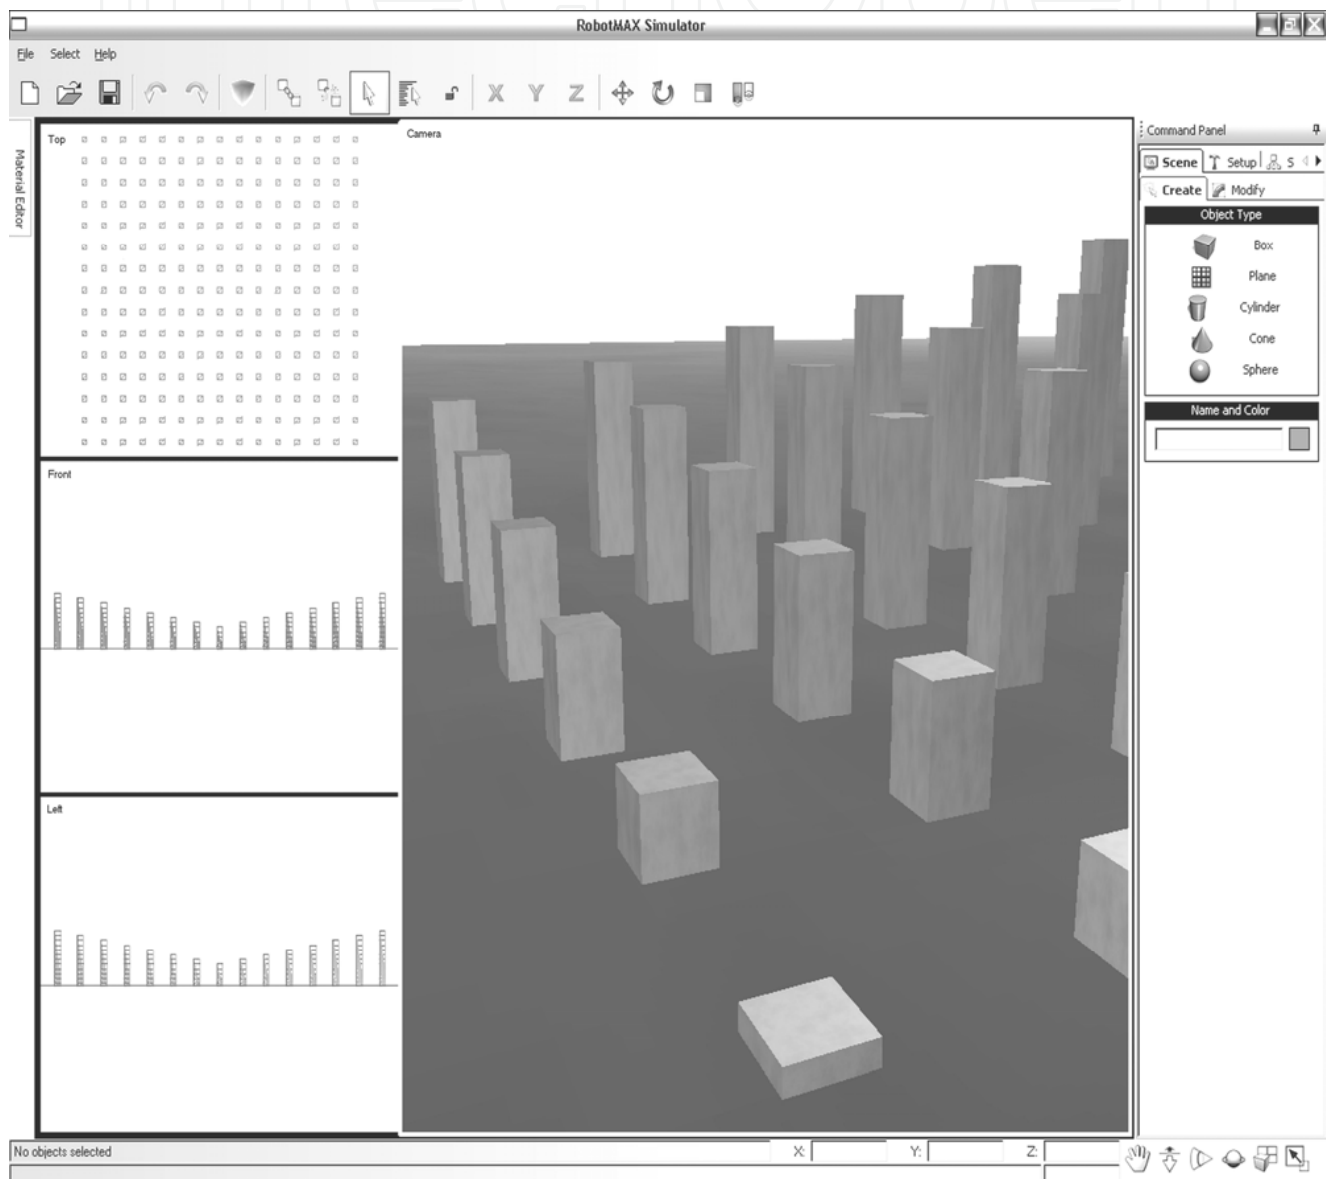 RobotMAX Simulator
File Select Help
X Y Z
Material Editor
Top
Front
Left
Camera
Command Panel
Scene Setup S
Create Modify
Object Type
Box
Plane
Cylinder
Cone
Sphere
Name and Color
No objects selected
X: Y: Z: